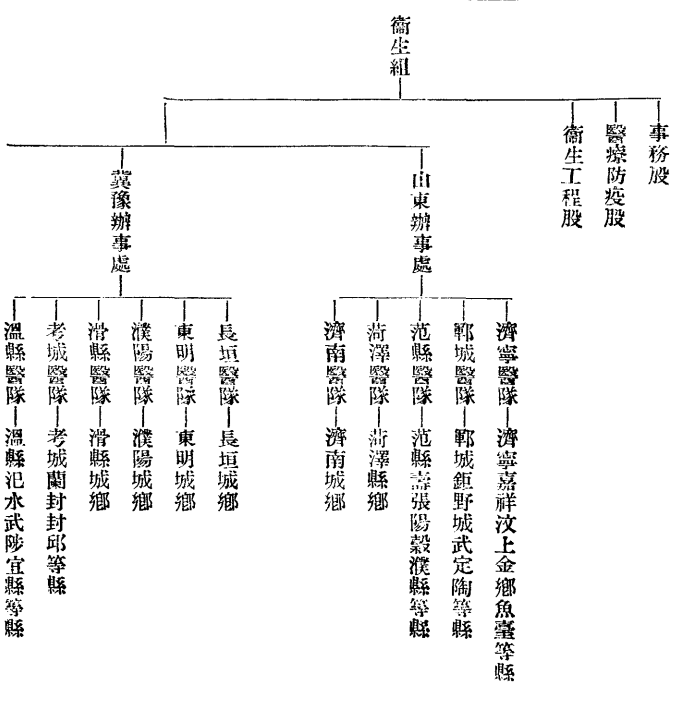 衞生組
事務股
醫療防疫股
衞生工程股
山東辦事處
冀豫辦事處
濟寧醫隊
濟寧嘉祥汶上金鄉魚臺等縣
鄆城醫隊
鄆城鉅野城武定陶等縣
范縣醫隊
范縣壽張陽穀濮縣等縣
菏澤醫隊
菏澤縣鄉
濟南醫隊
濟南城鄉
長垣醫隊
長垣城鄉
東明醫隊
東明城鄉
濮陽醫隊
濮陽城鄉
滑縣醫隊
滑縣城鄉
考城醫隊
考城蘭封封邱等縣
溫縣醫隊
溫縣汜水武陟宜縣等縣